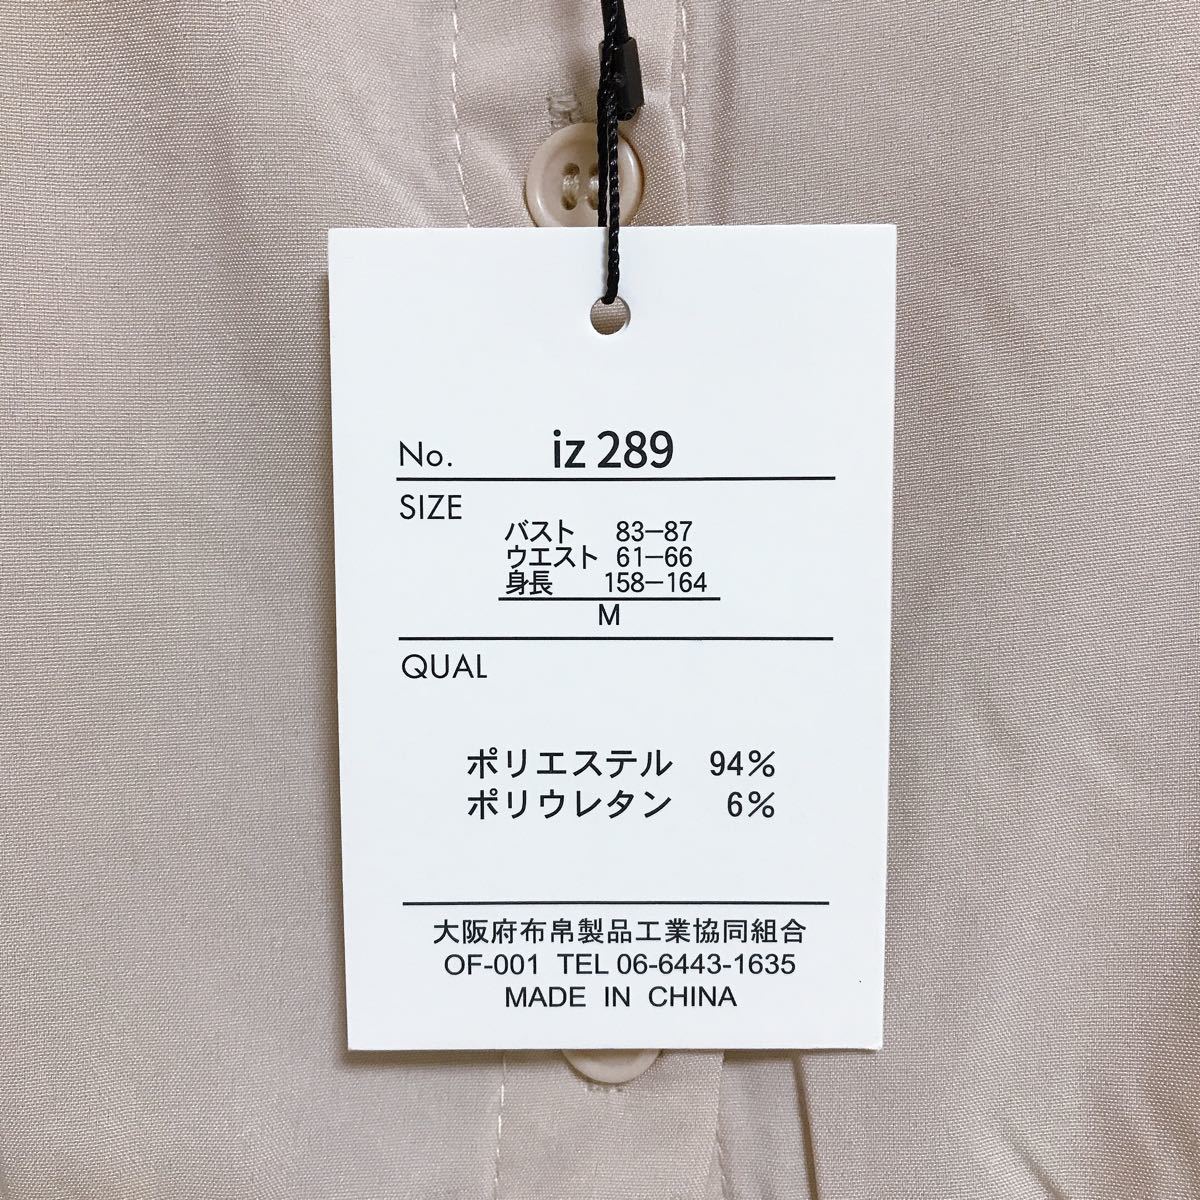 No. iz 289
SIZE
バスト 83−87
ウエスト 61−66
身長 158−164
M
QUAL
ポリエステル 94%
ポリウレタン 6%
大阪府布帛製品工業協同組合
OF-001 TEL 06-6443-1635
MADE IN CHINA